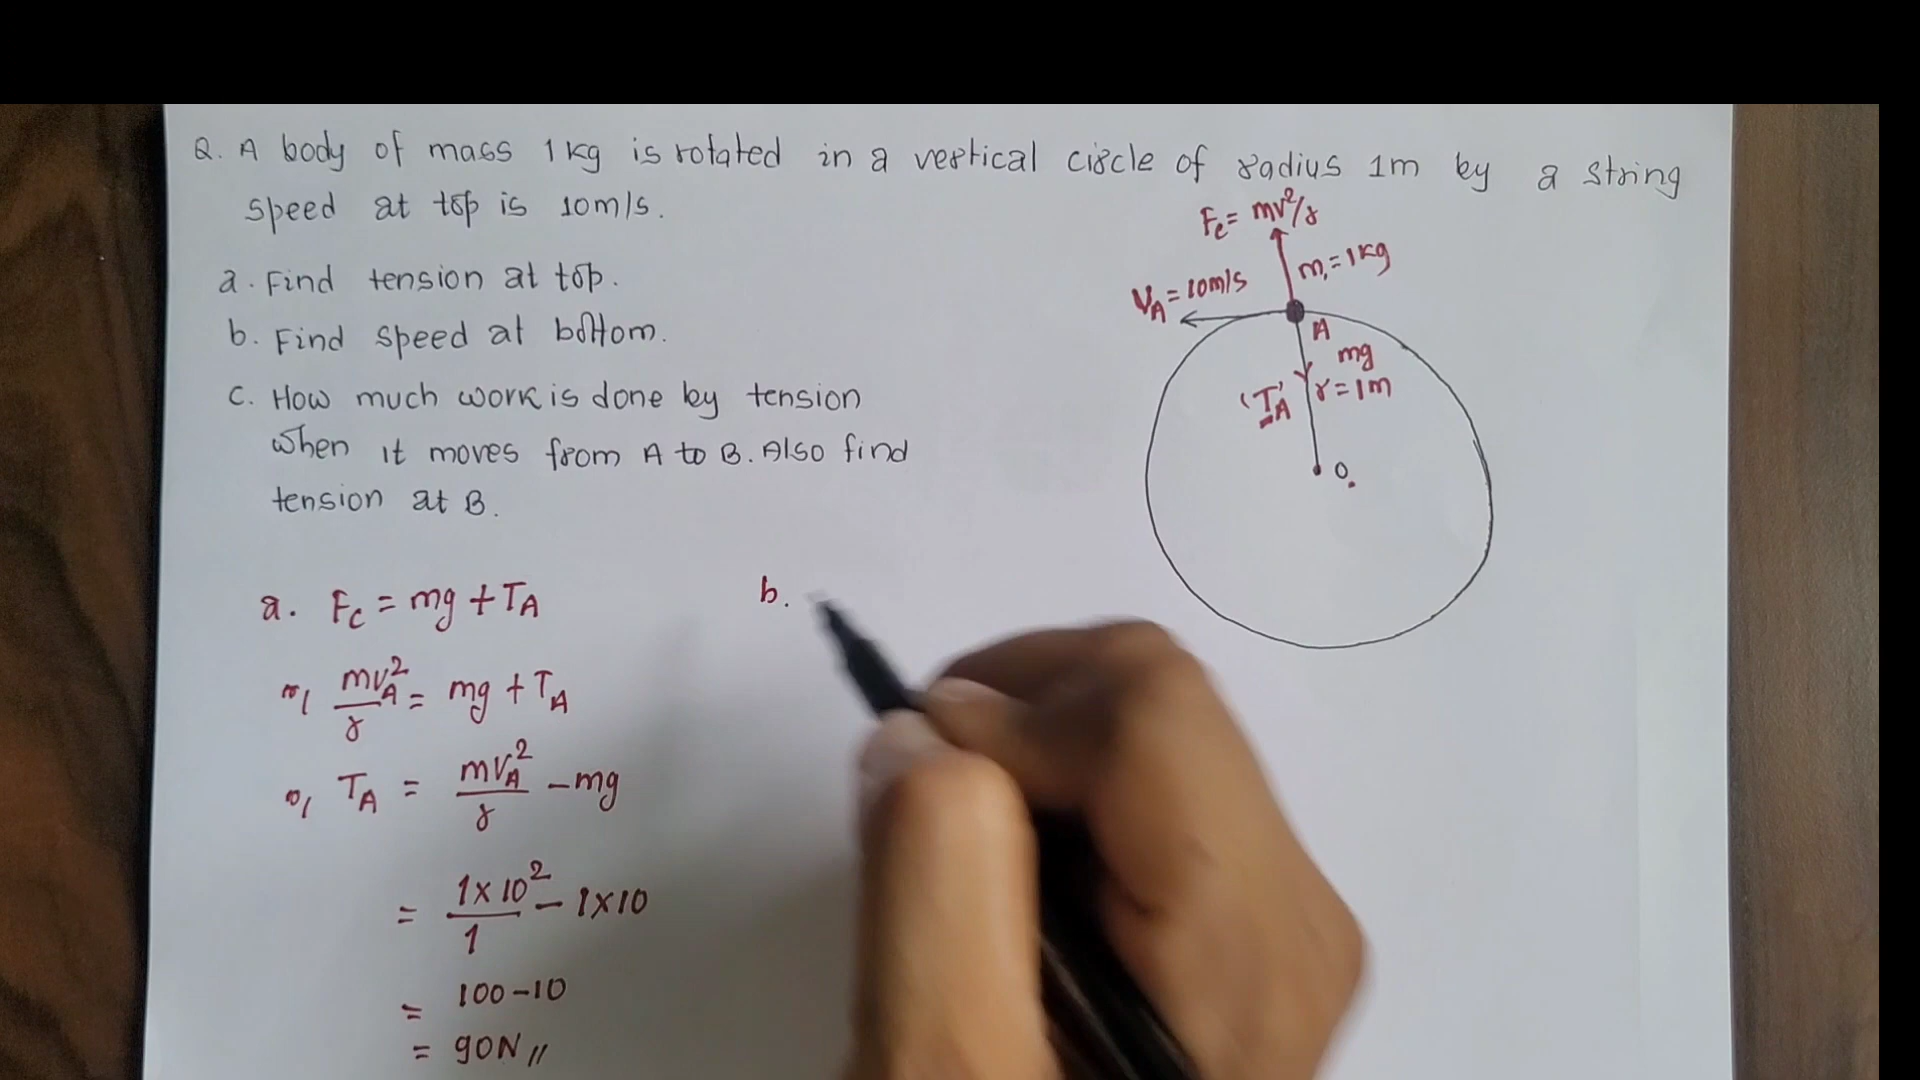 Q. A body of mass 1kg is rotated in a vertical circle of radius 1m by a string
speed at top is 10m/s.
a. Find tension at top.
b. Find speed at bottom.
c. How much work is done by tension
when it moves from A to B. Also find
tension at B.
Fc = mv²/r
m, = 1kg
VA = 10m/s
A
mg
'TA'
r = 1m
O
a. Fc = mg + TA
or, mVA²/r = mg + TA
or, TA = mVA²/r - mg
= 1×10²/1 - 1×10
= 100-10
= 90N //
b.